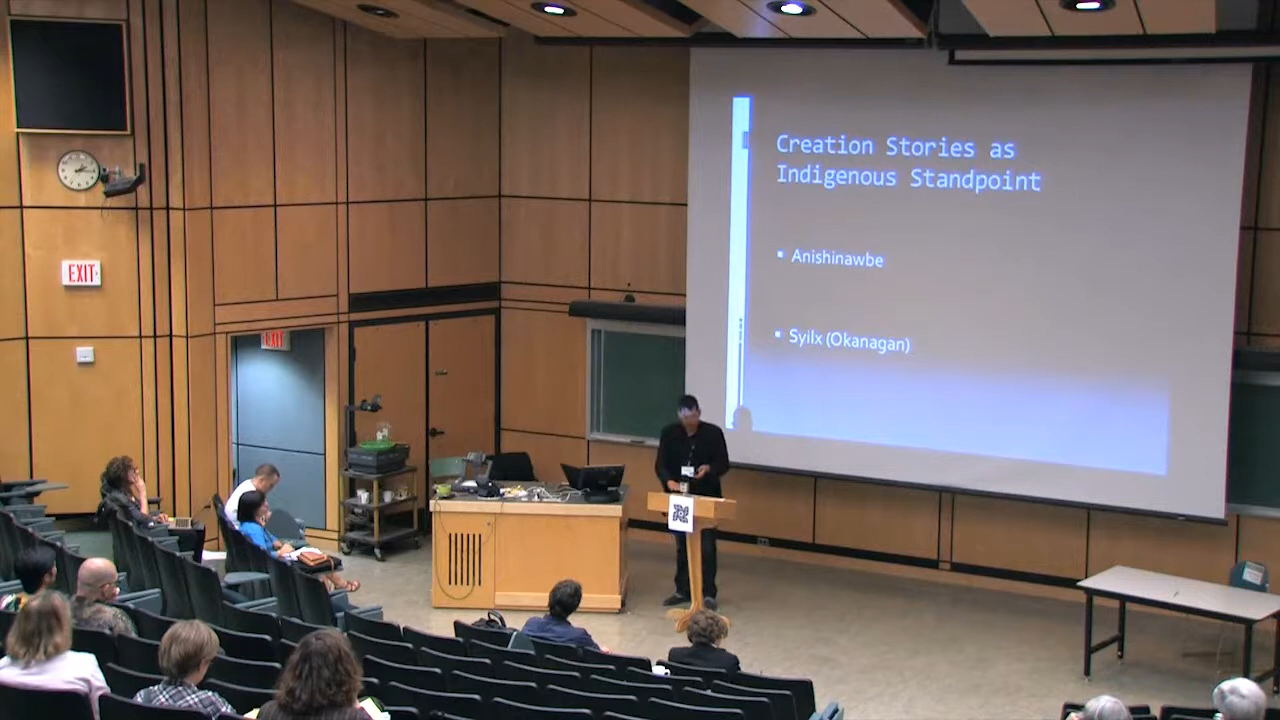 Creation Stories as
Indigenous Standpoint
Anishinawbe
Syilx (Okanagan)
EXIT
EXIT